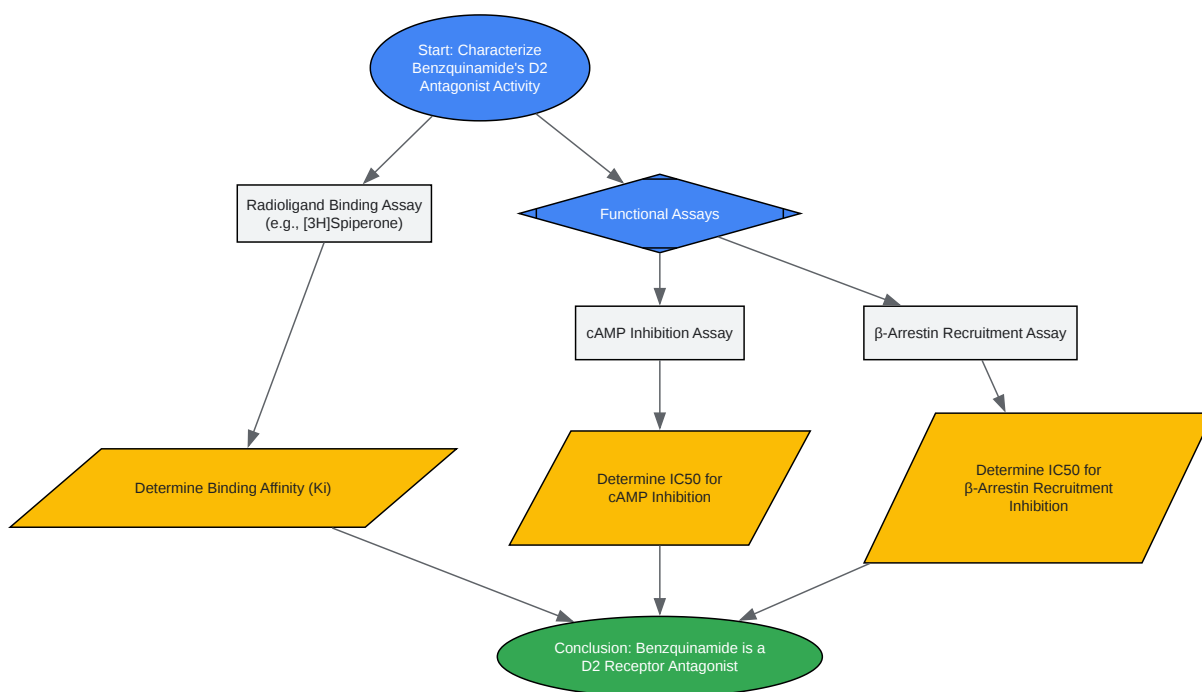 Start: Characterize
Benzquinamide's D2
Antagonist Activity
Radioligand Binding Assay
(e.g., [3H]Spiperone)
Functional Assays
cAMP Inhibition Assay
β-Arrestin Recruitment Assay
Determine Binding Affinity (Ki)
Determine IC50 for
cAMP Inhibition
Determine IC50 for
β-Arrestin Recruitment
Inhibition
Conclusion: Benzquinamide is a
D2 Receptor Antagonist